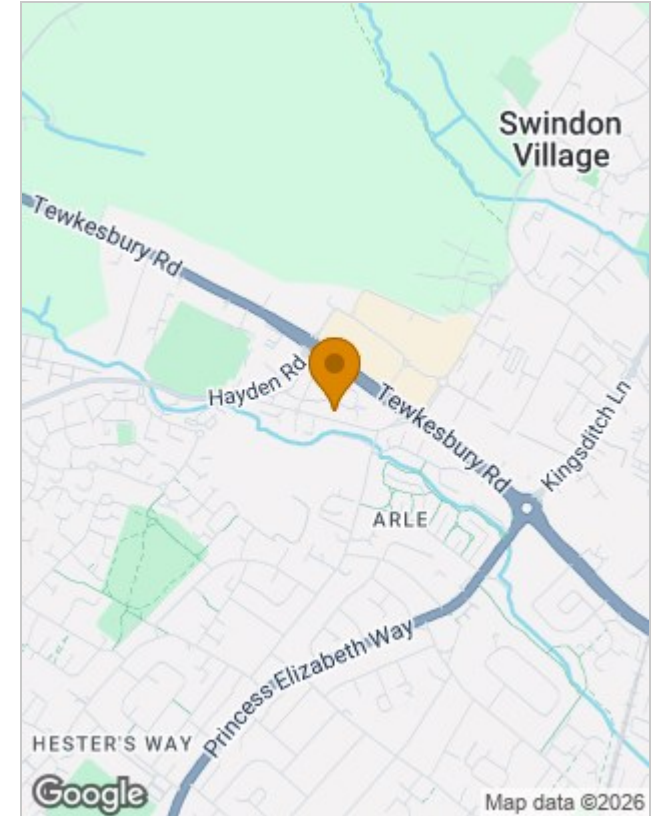 Swindon
Village
Tewkesbury Rd
Hayden Rd
Tewkesbury Rd
Kingsditch Ln
ARLE
Princess Elizabeth Way
HESTER'S WAY
Google
Map data ©2026